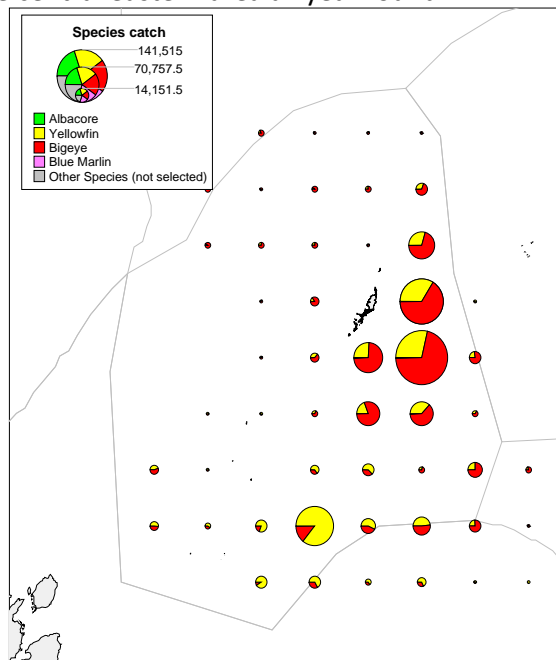 Species catch
141,515
70,757.5
14,151.5
Albacore
Yellowfin
Bigeye
Blue Marlin
Other Species (not selected)